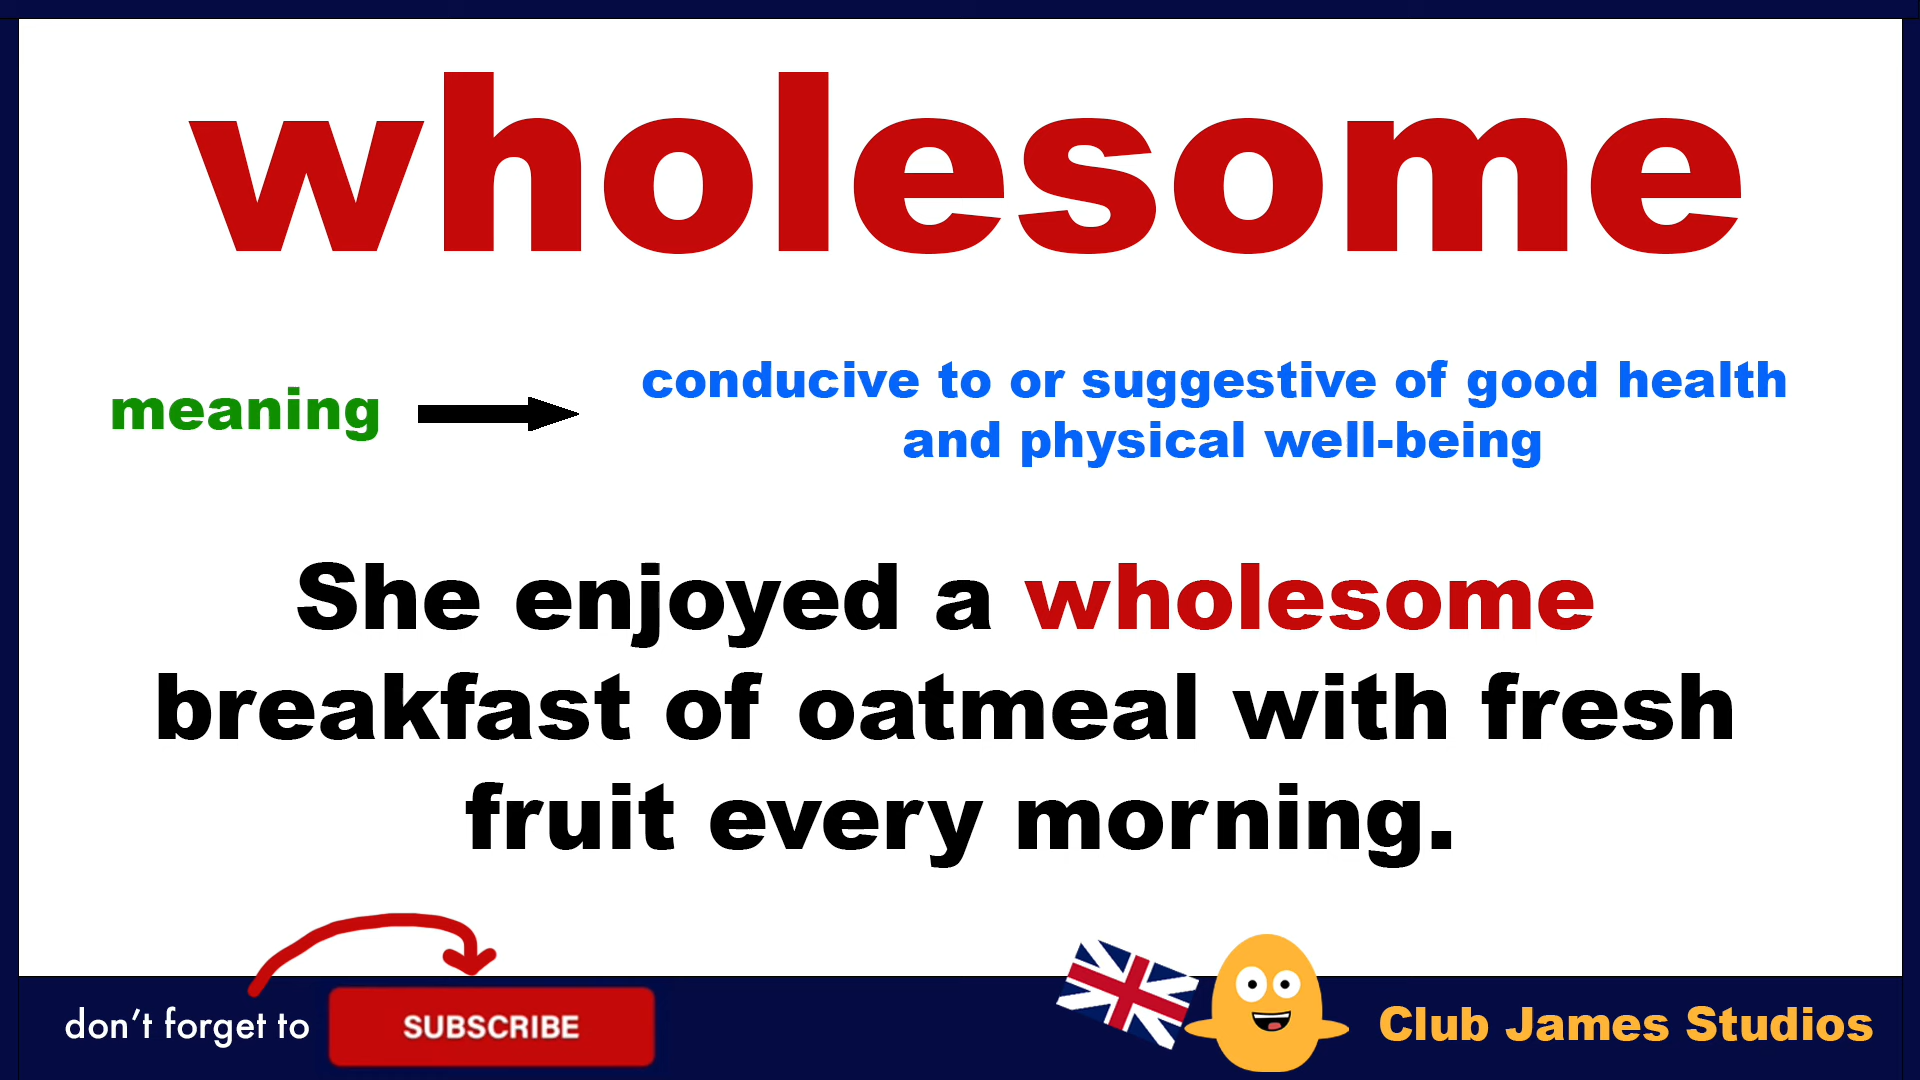 wholesome
meaning
conducive to or suggestive of good health
and physical well-being
She enjoyed a wholesome
breakfast of oatmeal with fresh
fruit every morning.
don't forget to
SUBSCRIBE
Club James Studios